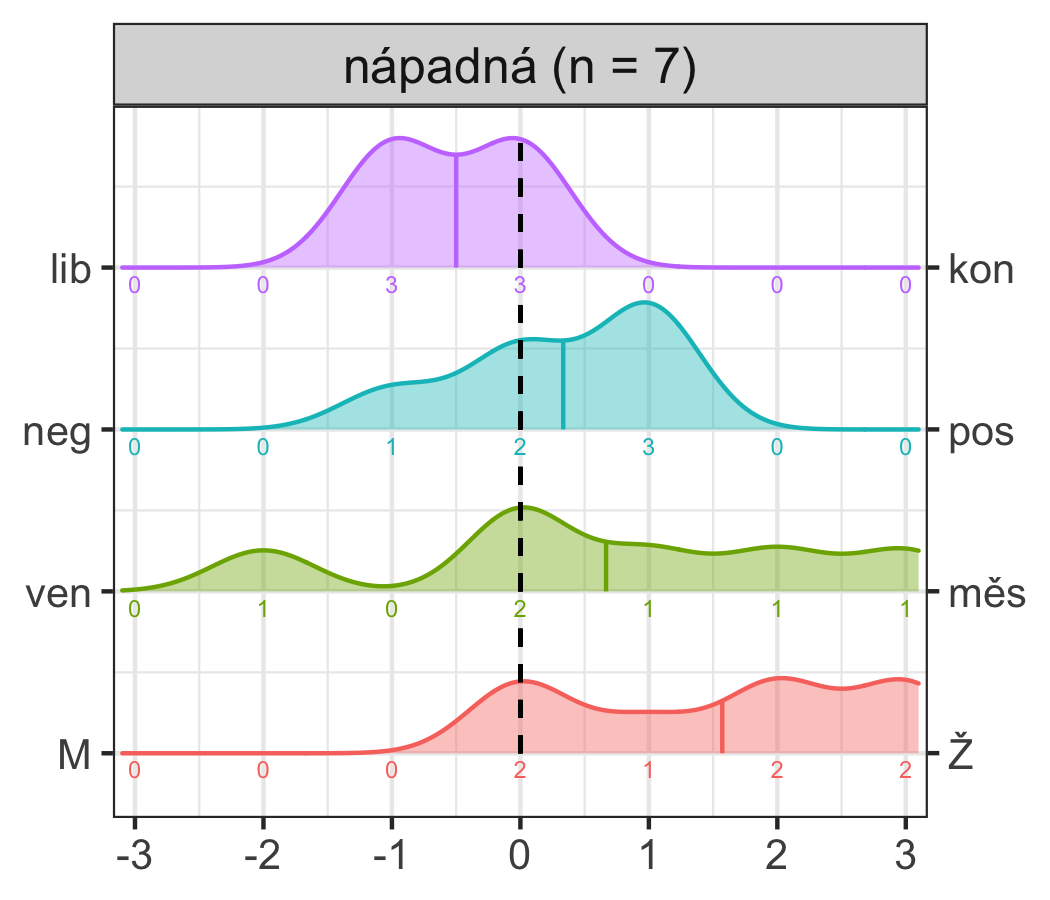 nápadná (n = 7)
lib kon
0 0 3 3 0 0 0
neg pos
0 0 1 2 3 0 0
ven měs
0 1 0 2 1 1 1
M Ž
0 0 0 2 1 2 2
-3 -2 -1 0 1 2 3